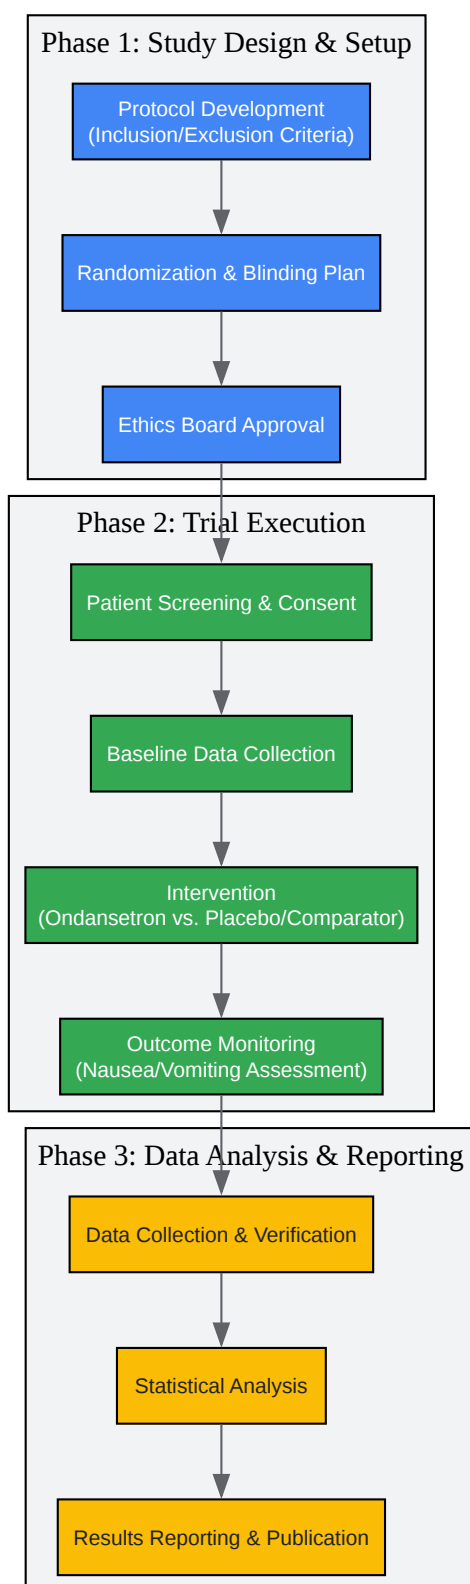 Phase 1: Study Design & Setup
Protocol Development
(Inclusion/Exclusion Criteria)
Randomization & Blinding Plan
Ethics Board Approval
Phase 2: Trial Execution
Patient Screening & Consent
Baseline Data Collection
Intervention
(Ondansetron vs. Placebo/Comparator)
Outcome Monitoring
(Nausea/Vomiting Assessment)
Phase 3: Data Analysis & Reporting
Data Collection & Verification
Statistical Analysis
Results Reporting & Publication